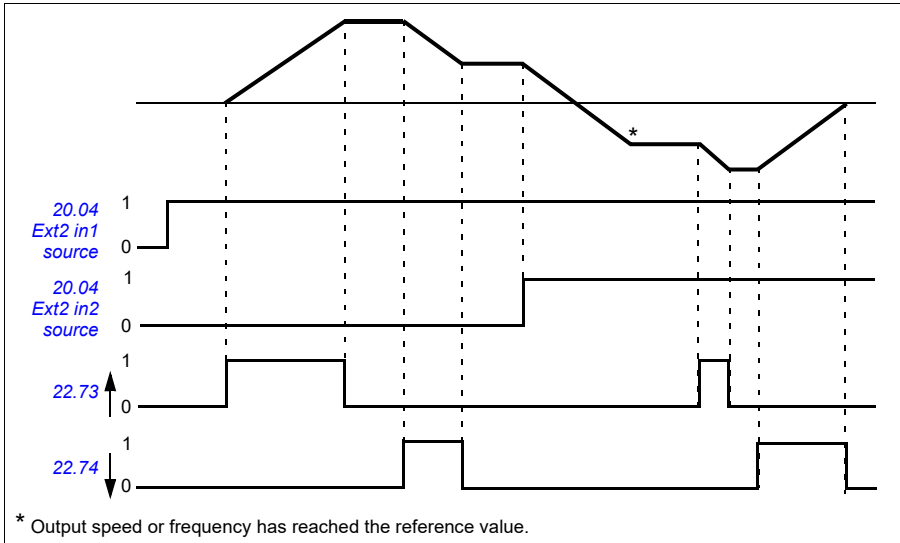 *
20.04 1
Ext2 in1
source 0
20.04 1
Ext2 in2
source 0
1
22.73
0
1
22.74
0
* Output speed or frequency has reached the reference value.